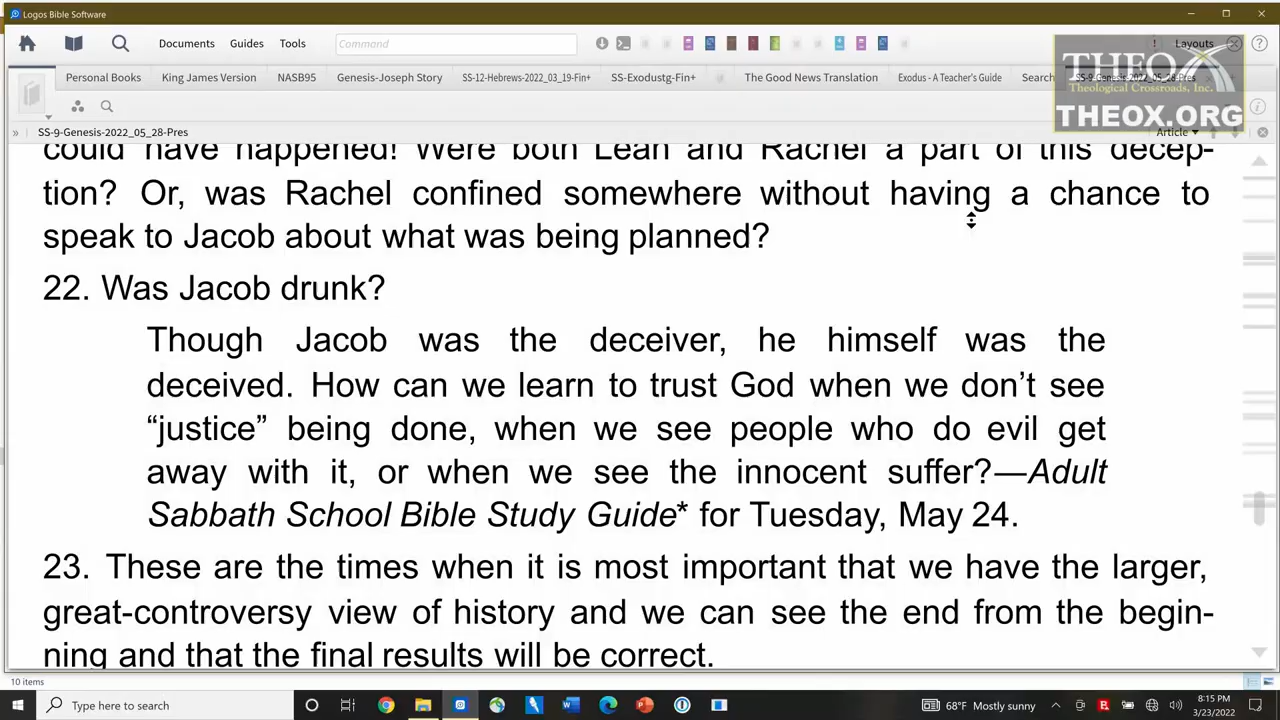 Logos Bible Software
Documents Guides Tools Command Layouts
THEOX
Theological Crossroads, Inc.
THEOX.ORG
Personal Books King James Version NASB95 Genesis-Joseph Story SS-12-Hebrews-2022_03_19-Fin+ SS-Exodustg-Fin+ The Good News Translation Exodus - A Teacher's Guide Search SS-9-Genesis-2022_05_28-Pres
SS-9-Genesis-2022_05_28-Pres Article
could have happened! Were both Leah and Rachel a part of this decep-
tion? Or, was Rachel confined somewhere without having a chance to
speak to Jacob about what was being planned?
22. Was Jacob drunk?
Though Jacob was the deceiver, he himself was the
deceived. How can we learn to trust God when we don't see
“justice” being done, when we see people who do evil get
away with it, or when we see the innocent suffer?—Adult
Sabbath School Bible Study Guide* for Tuesday, May 24.
23. These are the times when it is most important that we have the larger,
great-controversy view of history and we can see the end from the begin-
ning and that the final results will be correct.
10 items
Type here to search 68°F Mostly sunny 8:15 PM
3/23/2022